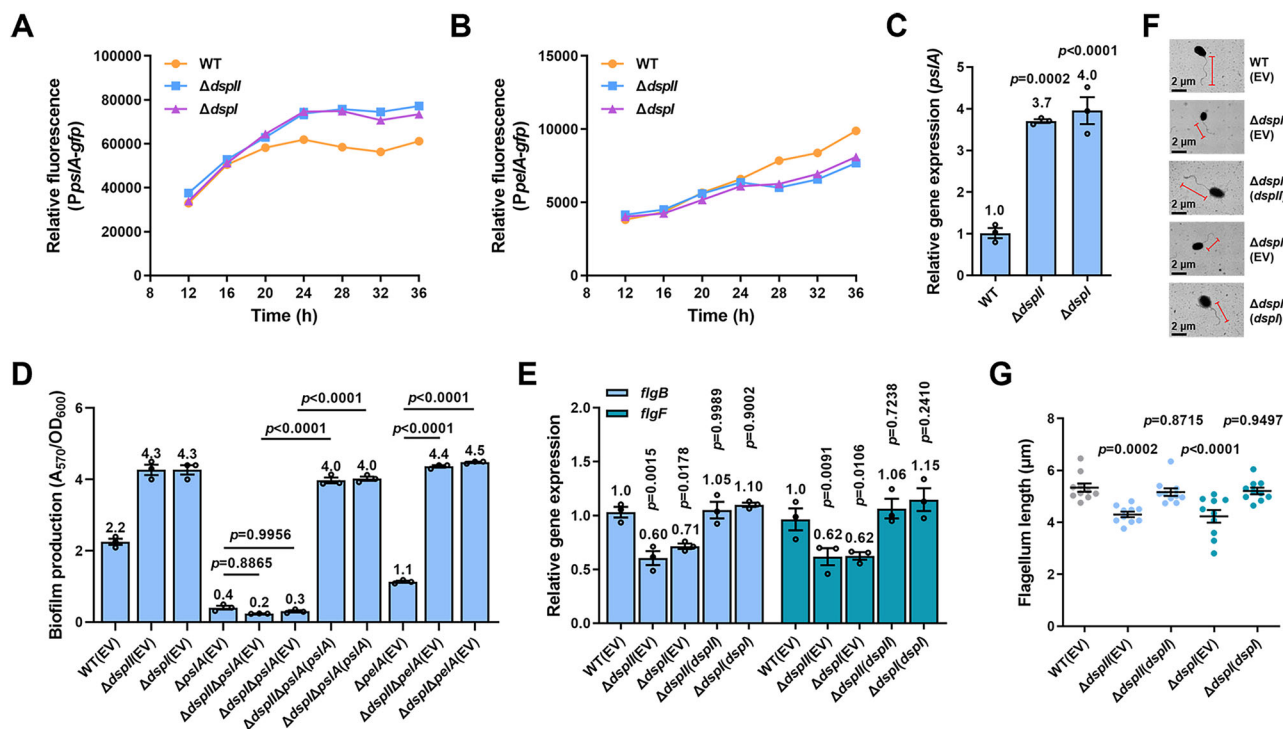 A
Relative fluorescence
(PpslA-gfp)
100000
80000
60000
40000
20000
0
WT
ΔdspII
ΔdspI
8 12 16 20 24 28 32 36
Time (h)
B
Relative fluorescence
(PpelA-gfp)
15000
10000
5000
0
WT
ΔdspII
ΔdspI
8 12 16 20 24 28 32 36
Time (h)
C
Relative gene expression (pslA)
5
4
3
2
1
0
p<0.0001
p=0.0002
4.0
3.7
1.0
WT
ΔdspII
ΔdspI
F
2 μm
WT
(EV)
2 μm
Δdspl
(EV)
2 μm
Δdspl
(dspII)
2 μm
Δdspl
(EV)
2 μm
Δdspl
(dspI)
D
Biofilm production (A570/OD600)
6
4
2
0
p<0.0001
p<0.0001
p<0.0001
p<0.0001
p=0.9956
p=0.8865
2.2
4.3
4.3
0.4
0.2
0.3
4.0
4.0
1.1
4.4
4.5
WT(EV)
ΔdspII(EV)
ΔdspI(EV)
ΔpslA(EV)
ΔdspIIΔpslA(EV)
ΔdspIΔpslA(EV)
ΔdspIIΔpslA(pslA)
ΔdspIΔpslA(pslA)
ΔpelA(EV)
ΔdspIIΔpelA(EV)
ΔdspIΔpelA(EV)
E
flgB
flgF
Relative gene expression
2.0
1.5
1.0
0.5
0.0
1.0
0.60
p=0.0015
0.71
p=0.0178
1.05
p=0.9989
1.10
p=0.9002
1.0
0.62
p=0.0091
0.62
p=0.0106
1.06
p=0.7238
1.15
p=0.2410
WT(EV)
ΔdspII(EV)
ΔdspI(EV)
ΔdspII(dspII)
ΔdspI(dspI)
WT(EV)
ΔdspII(EV)
ΔdspI(EV)
ΔdspII(dspII)
ΔdspI(dspI)
G
Flagellum length (μm)
8
6
4
2
0
p=0.8715
p=0.9497
p=0.0002
p<0.0001
WT(EV)
ΔdspII(EV)
ΔdspII(dspII)
ΔdspI(EV)
ΔdspI(dspI)